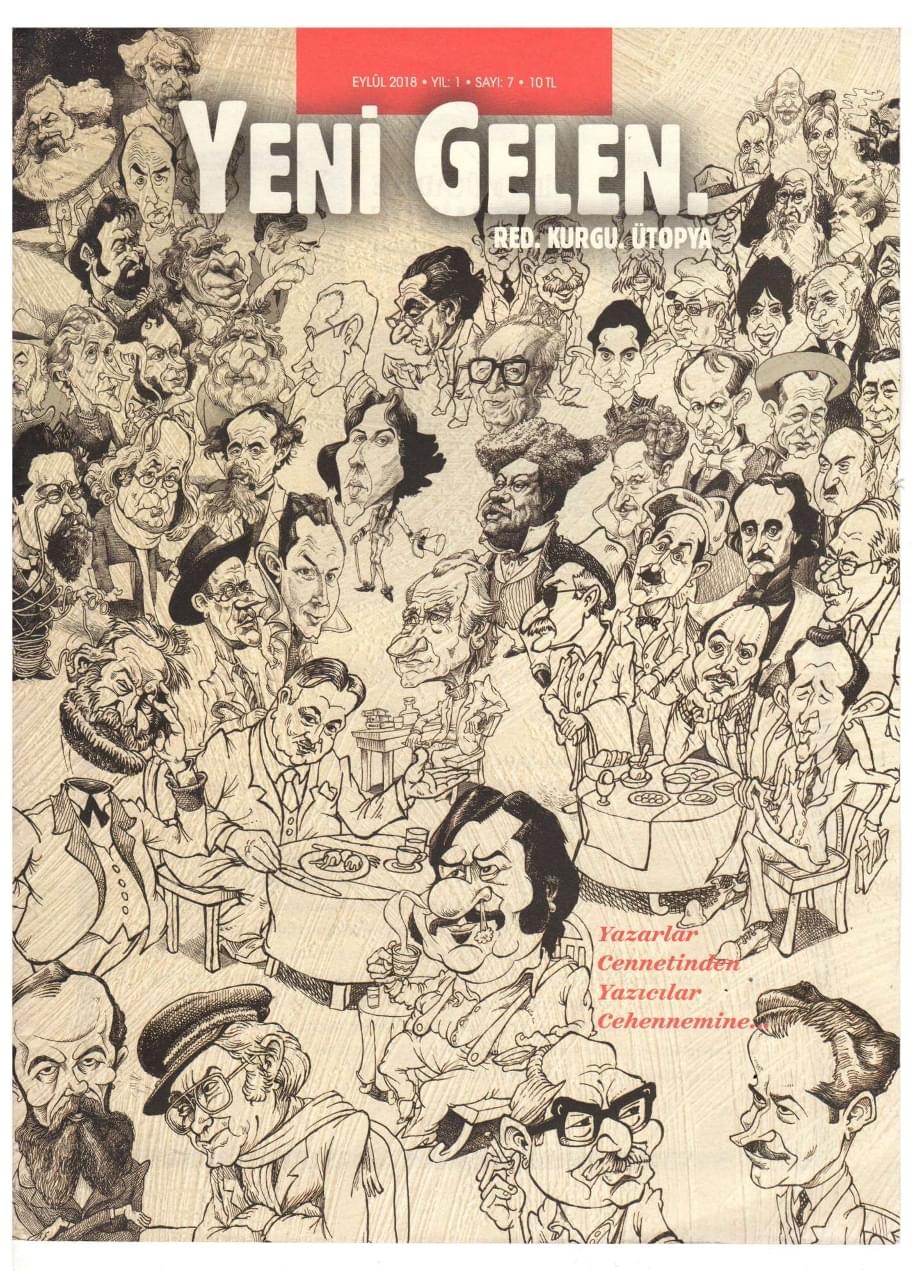 EYLÜL 2018 • YIL: 1 • SAYI: 7 • 10 TL
YENİ GELEN.
RED. KURGU. ÜTOPYA
Yazarlar
Cennetinden
Yazıcılar
Cehennemine...